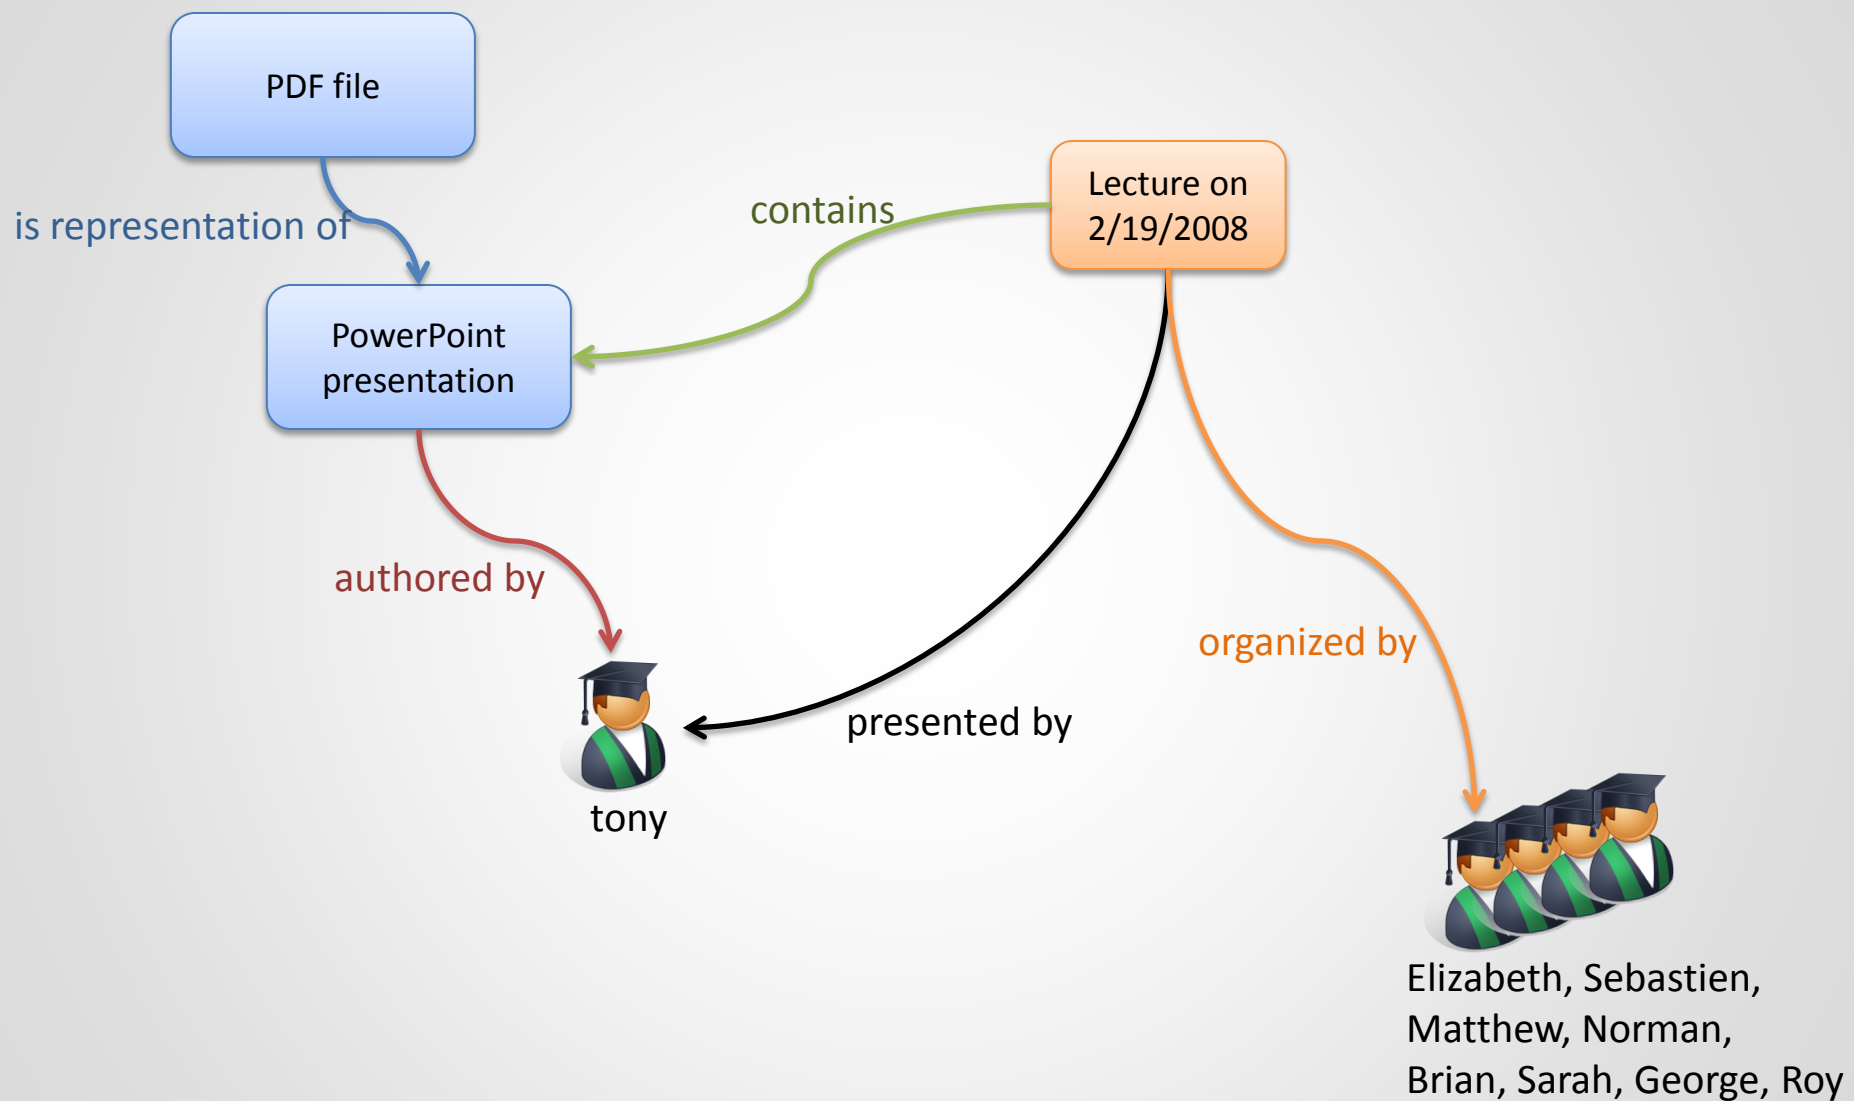 PDF file
Lecture on
2/19/2008
contains
is representation of
PowerPoint
presentation
authored by
organized by
presented by
tony
Elizabeth, Sebastien,
Matthew, Norman,
Brian, Sarah, George, Roy